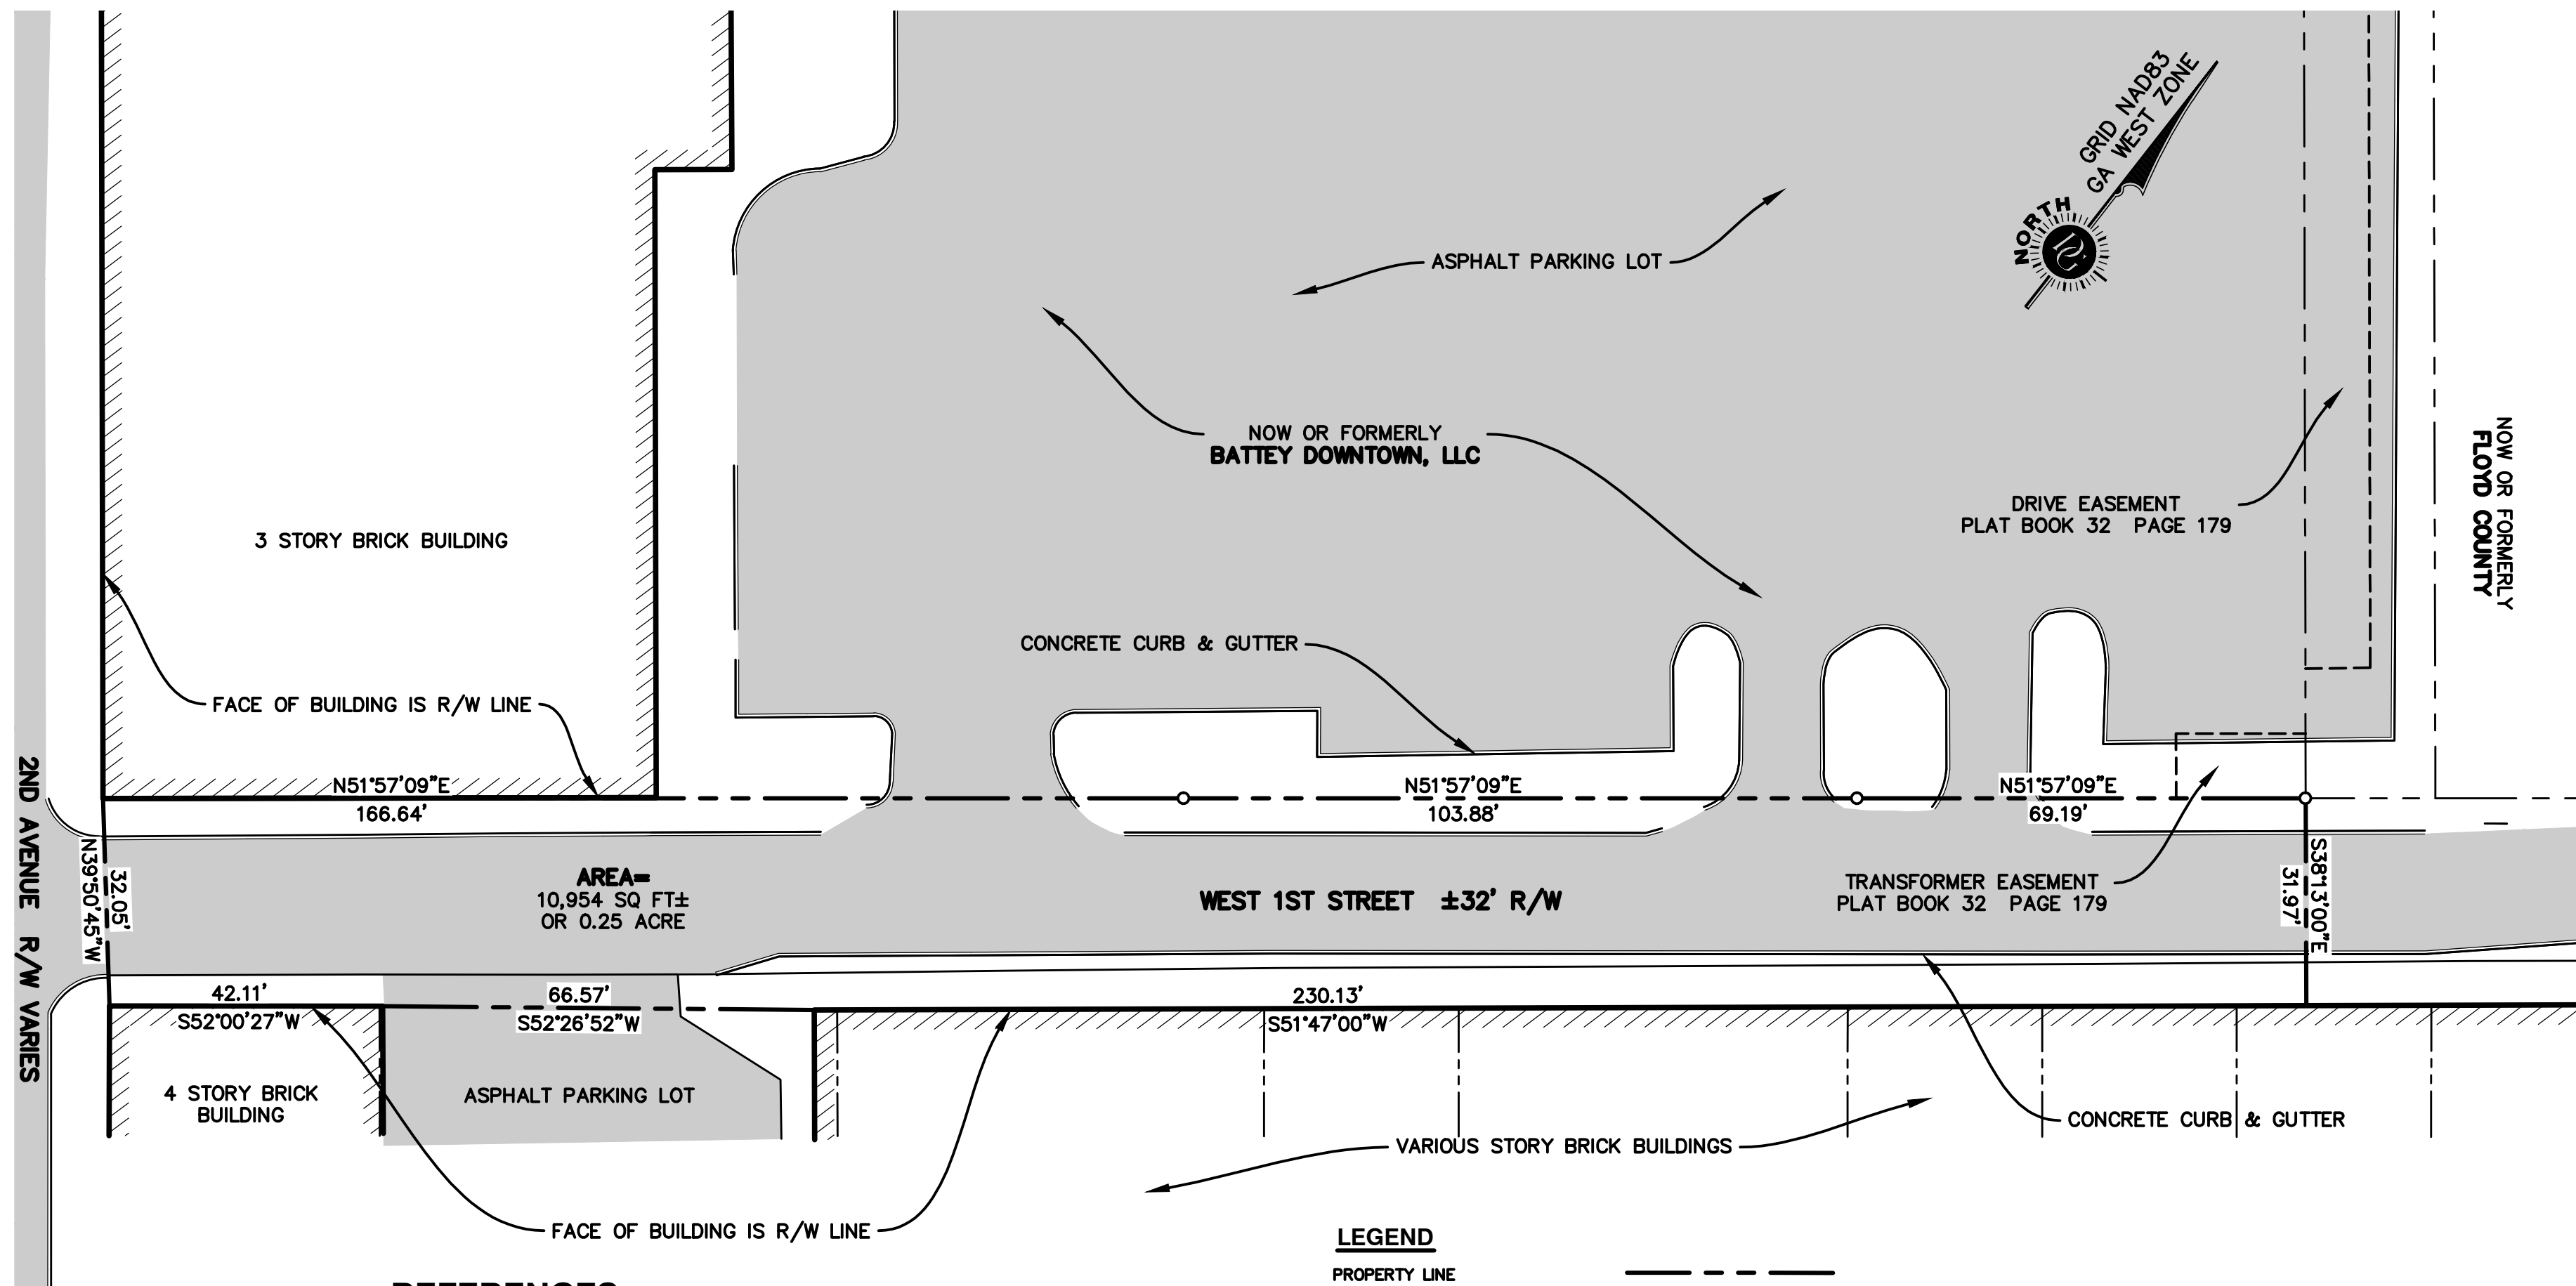 GRID NAD83
GA WEST ZONE
NORTH
ASPHALT PARKING LOT
NOW OR FORMERLY
BATTEY DOWNTOWN, LLC
NOW OR FORMERLY
FLOYD COUNTY
DRIVE EASEMENT
PLAT BOOK 32 PAGE 179
3 STORY BRICK BUILDING
CONCRETE CURB & GUTTER
FACE OF BUILDING IS R/W LINE
N51°57'09"E
166.64'
N51°57'09"E
103.88'
N51°57'09"E
69.19'
2ND AVENUE R/W VARIES
N39°50'45"W
32.05'
AREA=
10,954 SQ FT±
OR 0.25 ACRE
WEST 1ST STREET ±32' R/W
TRANSFORMER EASEMENT
PLAT BOOK 32 PAGE 179
S38°13'00"E
31.97'
42.11'
S52°00'27"W
66.57'
S52°26'52"W
230.13'
S51°47'00"W
4 STORY BRICK
BUILDING
ASPHALT PARKING LOT
CONCRETE CURB & GUTTER
VARIOUS STORY BRICK BUILDINGS
FACE OF BUILDING IS R/W LINE
LEGEND
PROPERTY LINE
REFERENCES